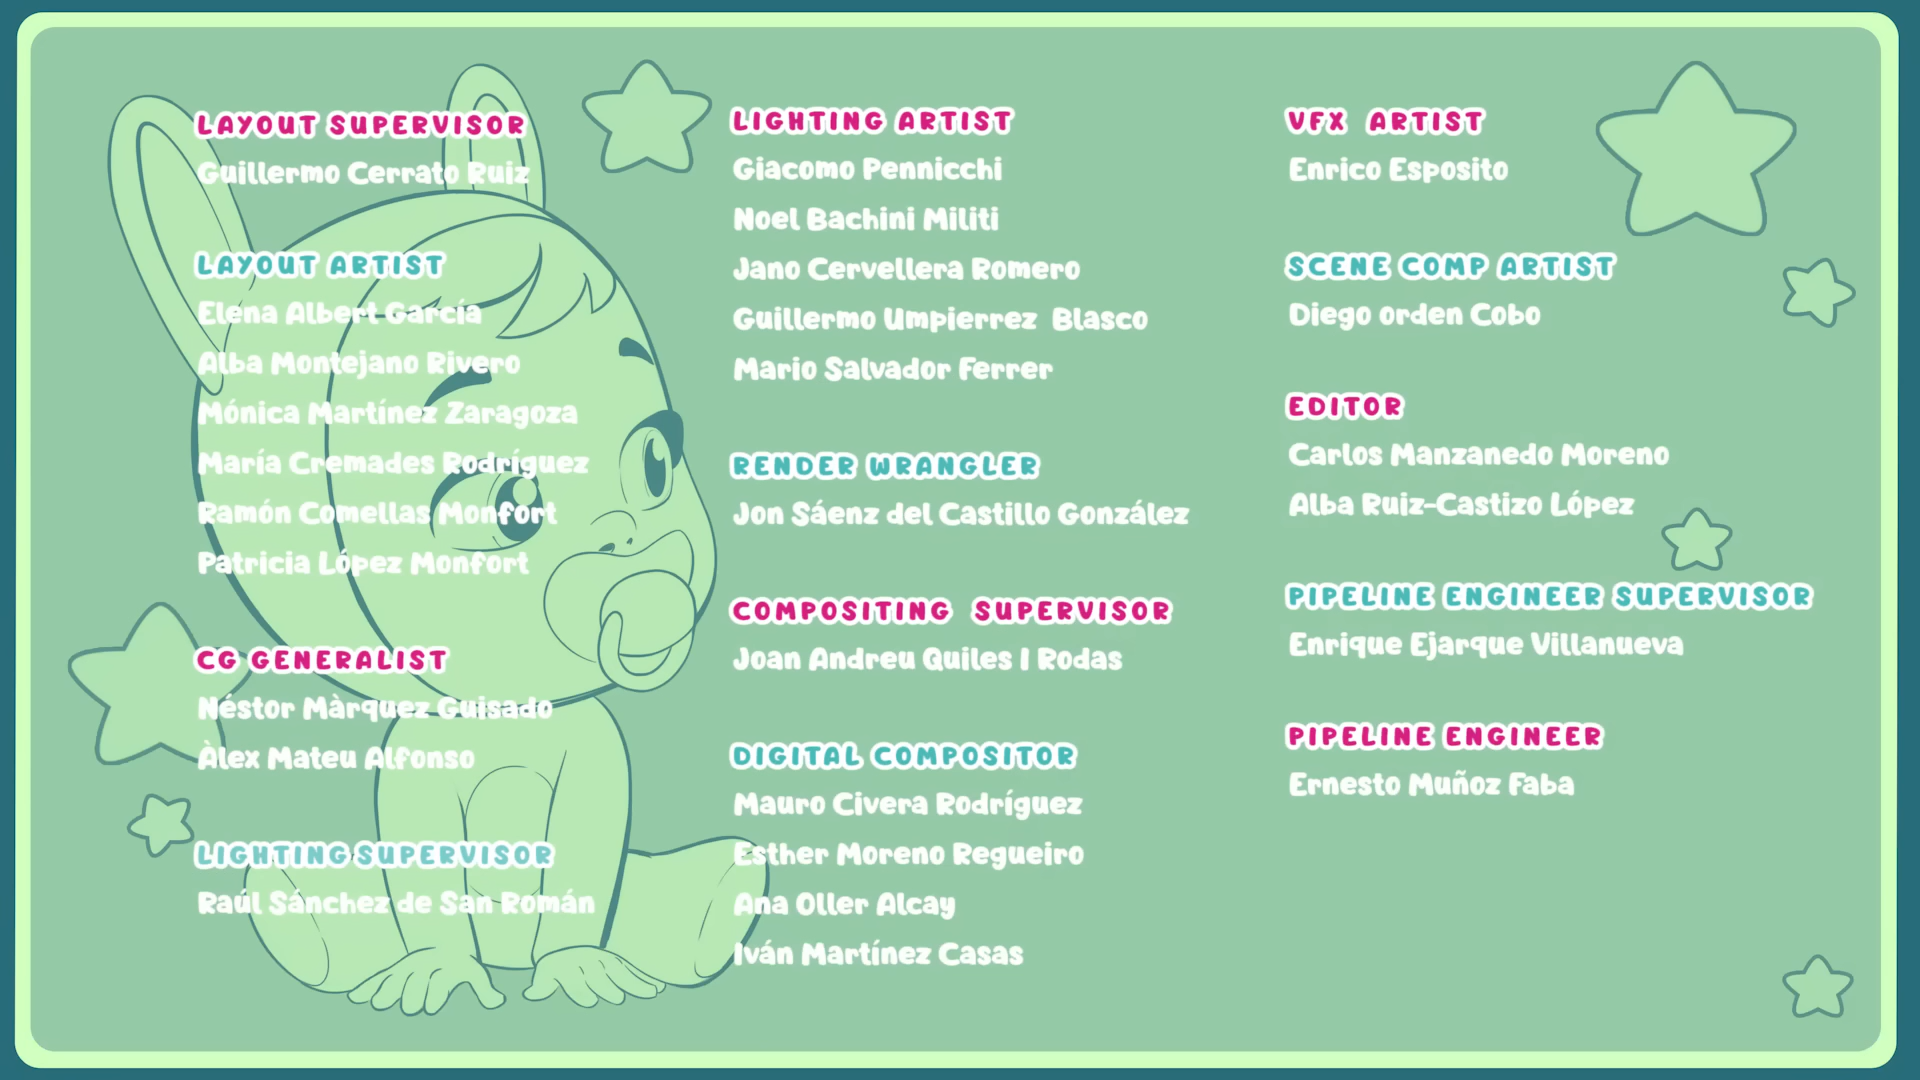 LAYOUT SUPERVISOR
Guillermo Cerrato Ruiz
LAYOUT ARTIST
Elena Albert García
Alba Montejano Rivero
Mónica Martínez Zaragoza
María Cremades Rodríguez
Ramón Comellas Monfort
Patricia López Monfort
CG GENERALIST
Néstor Màrquez Guisado
Àlex Mateu Alfonso
LIGHTING SUPERVISOR
Raúl Sánchez de San Román
LIGHTING ARTIST
Giacomo Pennicchi
Noel Bachini Militi
Jano Cervellera Romero
Guillermo Umpierrez Blasco
Mario Salvador Ferrer
RENDER WRANGLER
Jon Sáenz del Castillo González
COMPOSITING SUPERVISOR
Joan Andreu Quiles I Rodas
DIGITAL COMPOSITOR
Mauro Civera Rodríguez
Esther Moreno Regueiro
Ana Oller Alcay
Iván Martínez Casas
VFX ARTIST
Enrico Esposito
SCENE COMP ARTIST
Diego orden Cobo
EDITOR
Carlos Manzanedo Moreno
Alba Ruiz-Castizo López
PIPELINE ENGINEER SUPERVISOR
Enrique Ejarque Villanueva
PIPELINE ENGINEER
Ernesto Muñoz Faba